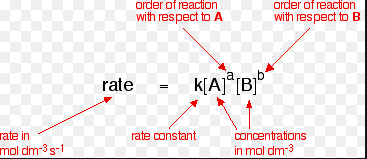 order of reaction
with respect to A
order of reaction
with respect to B
rate = k[A]ᵃ[B]ᵇ
rate in
mol dm⁻³ s⁻¹
rate constant
concentrations
in mol dm⁻³